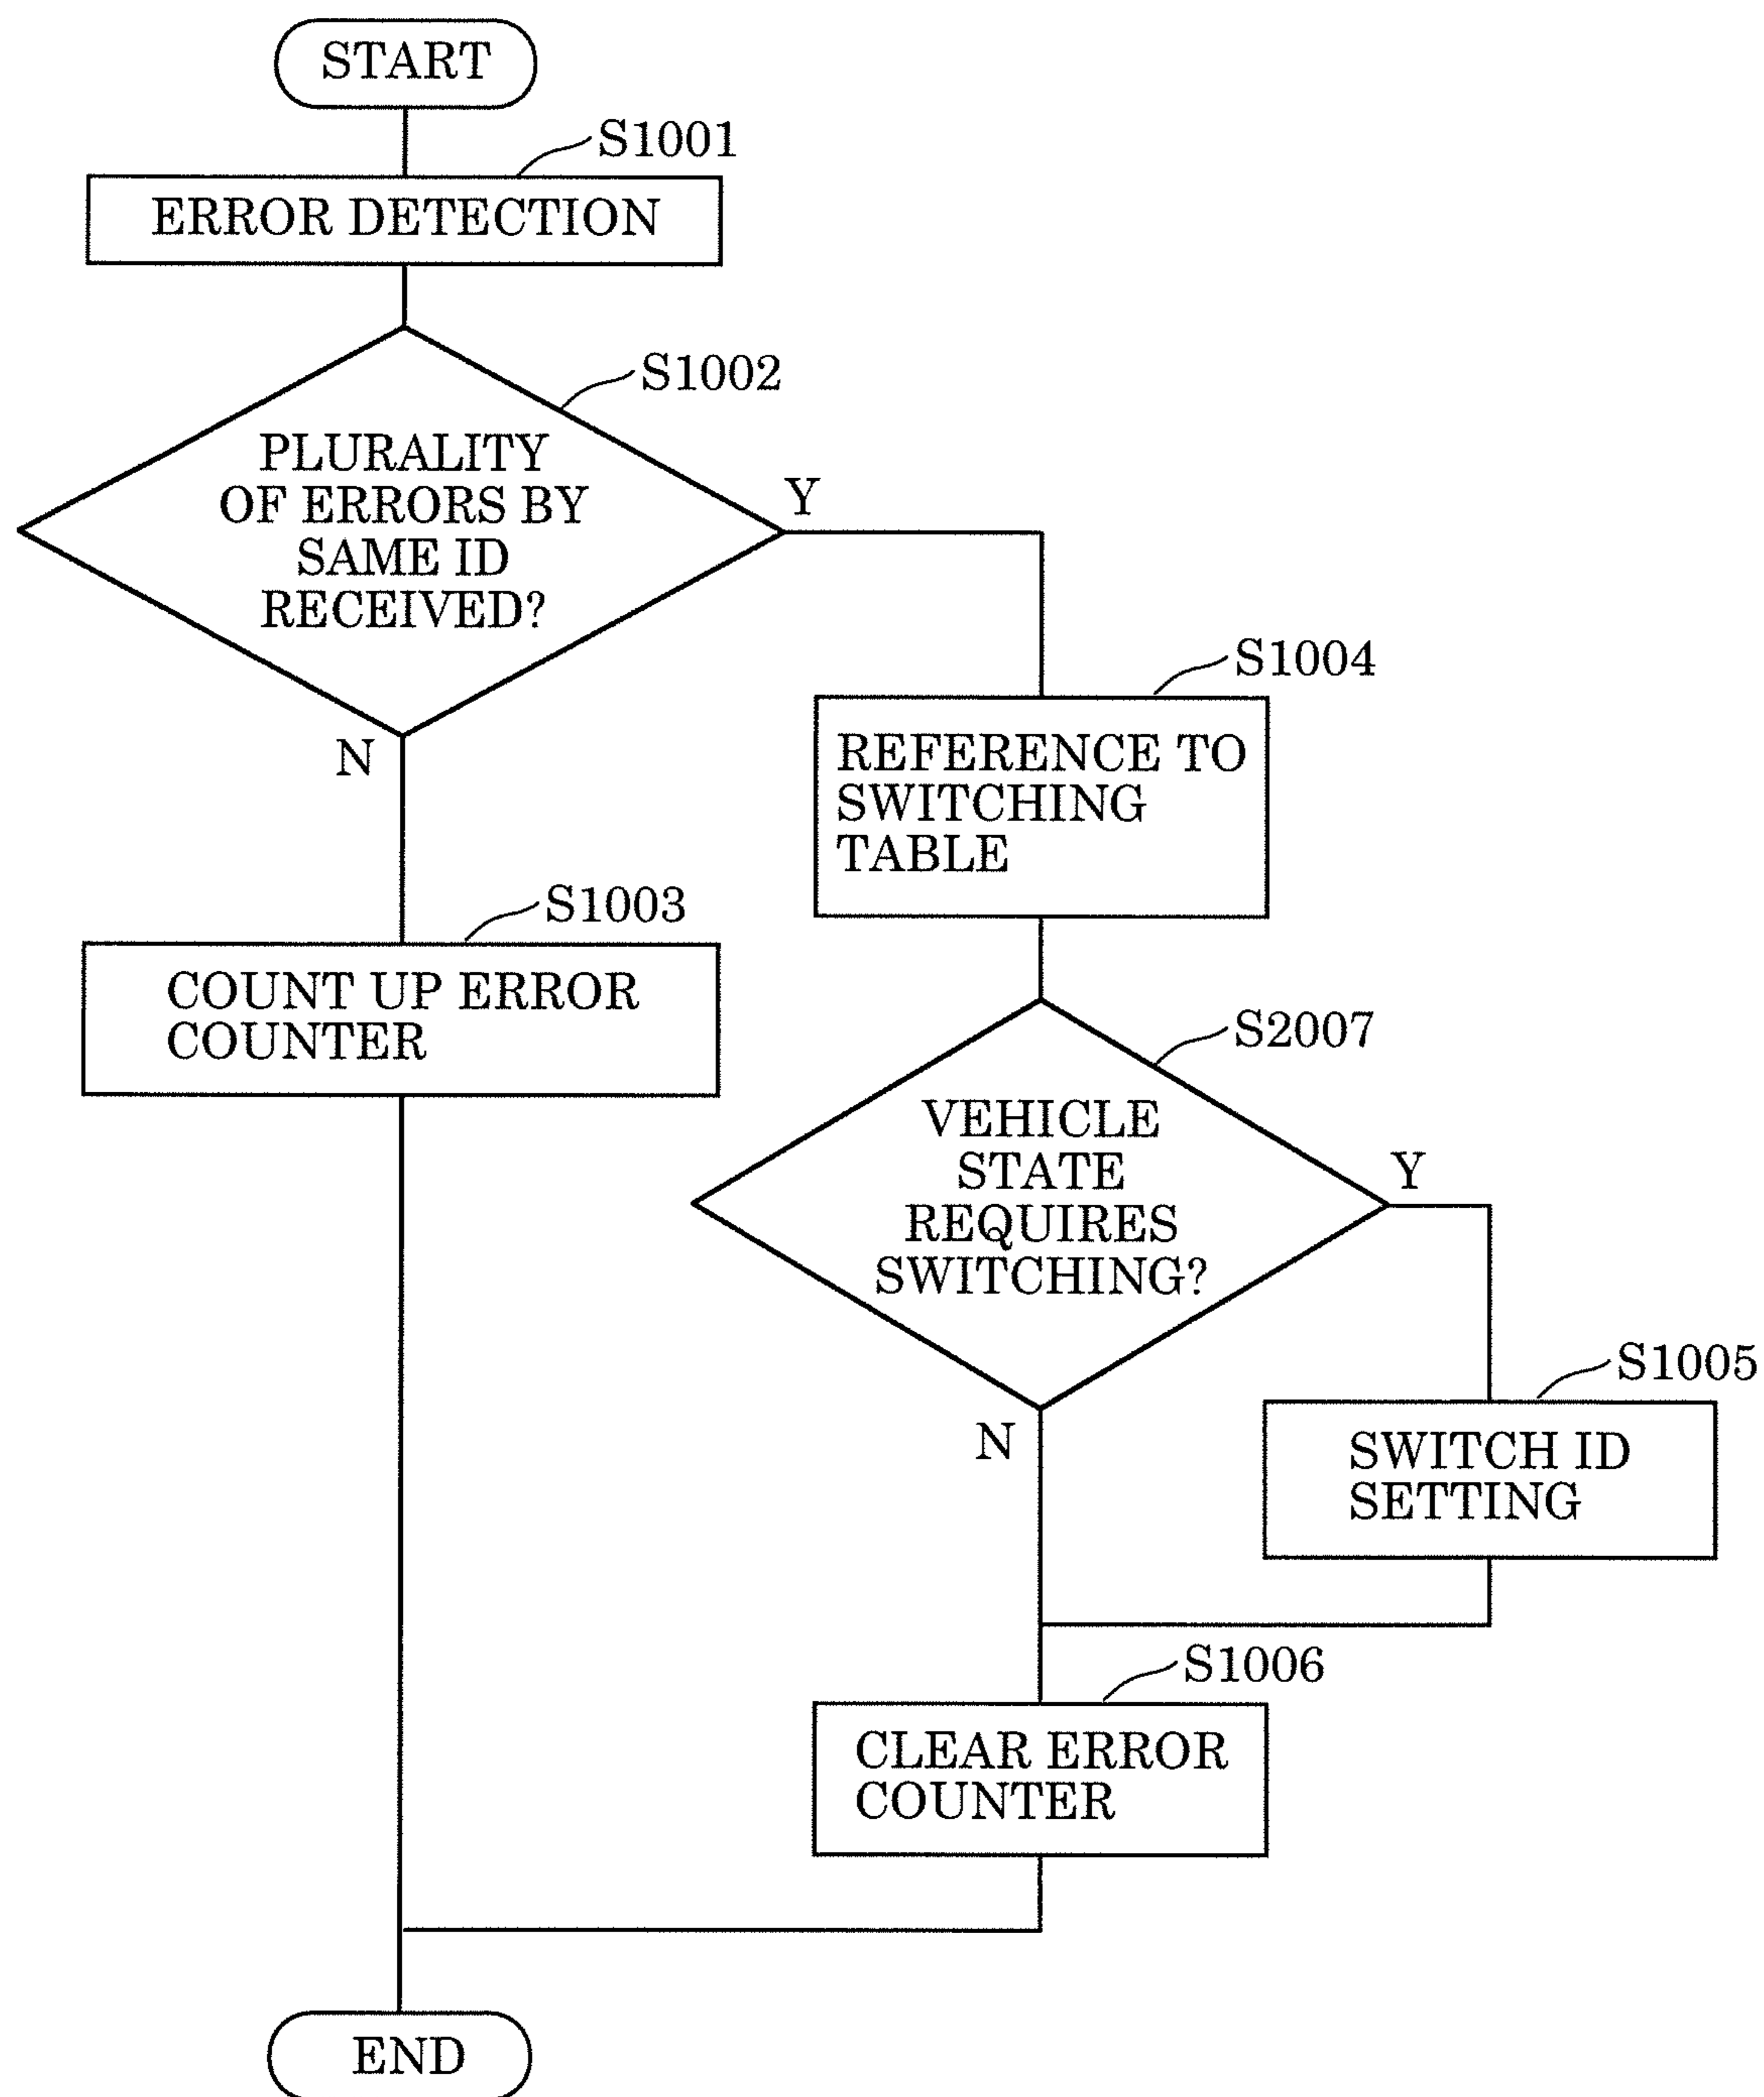 START
S1001
ERROR DETECTION
S1002
PLURALITY
OF ERRORS BY
SAME ID
RECEIVED?
Y
N
S1004
REFERENCE TO
SWITCHING
TABLE
S1003
COUNT UP ERROR
COUNTER
S2007
VEHICLE
STATE
REQUIRES
SWITCHING?
Y
N
S1005
SWITCH ID
SETTING
S1006
CLEAR ERROR
COUNTER
END